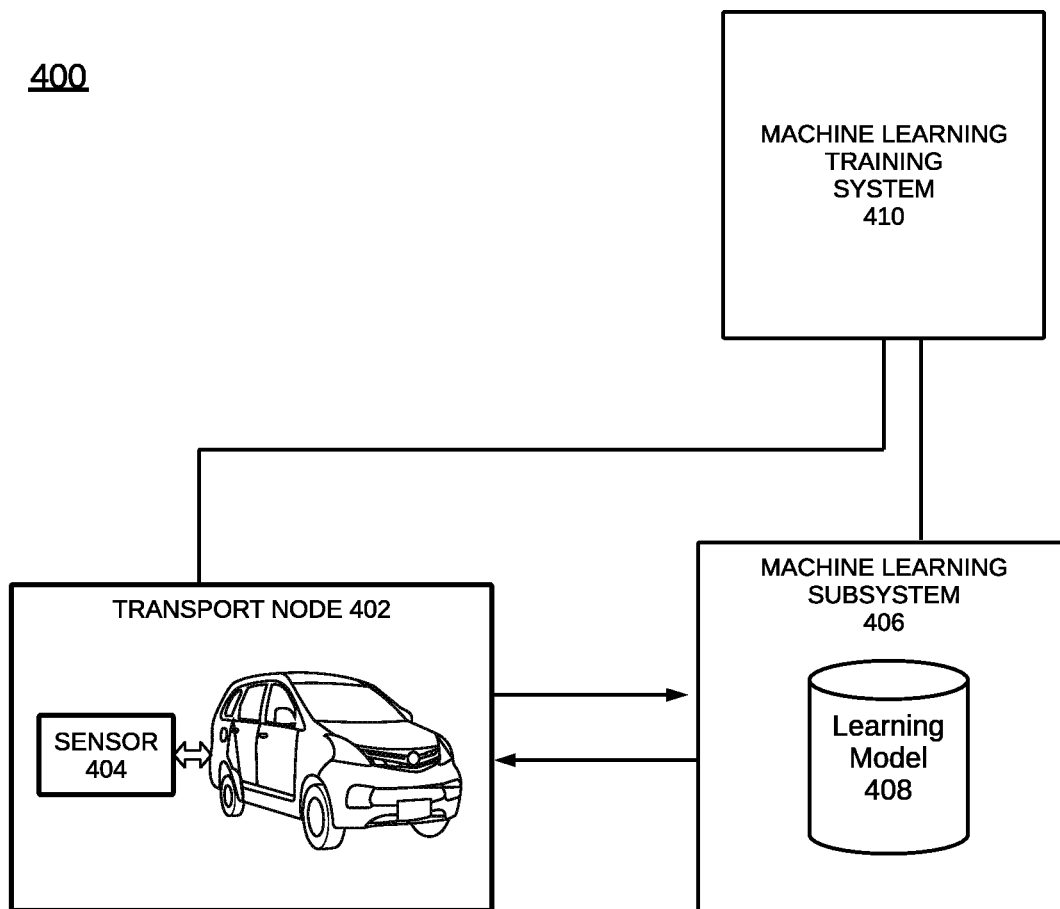 400
MACHINE LEARNING
TRAINING
SYSTEM
410
TRANSPORT NODE 402
SENSOR
404
MACHINE LEARNING
SUBSYSTEM
406
Learning
Model
408